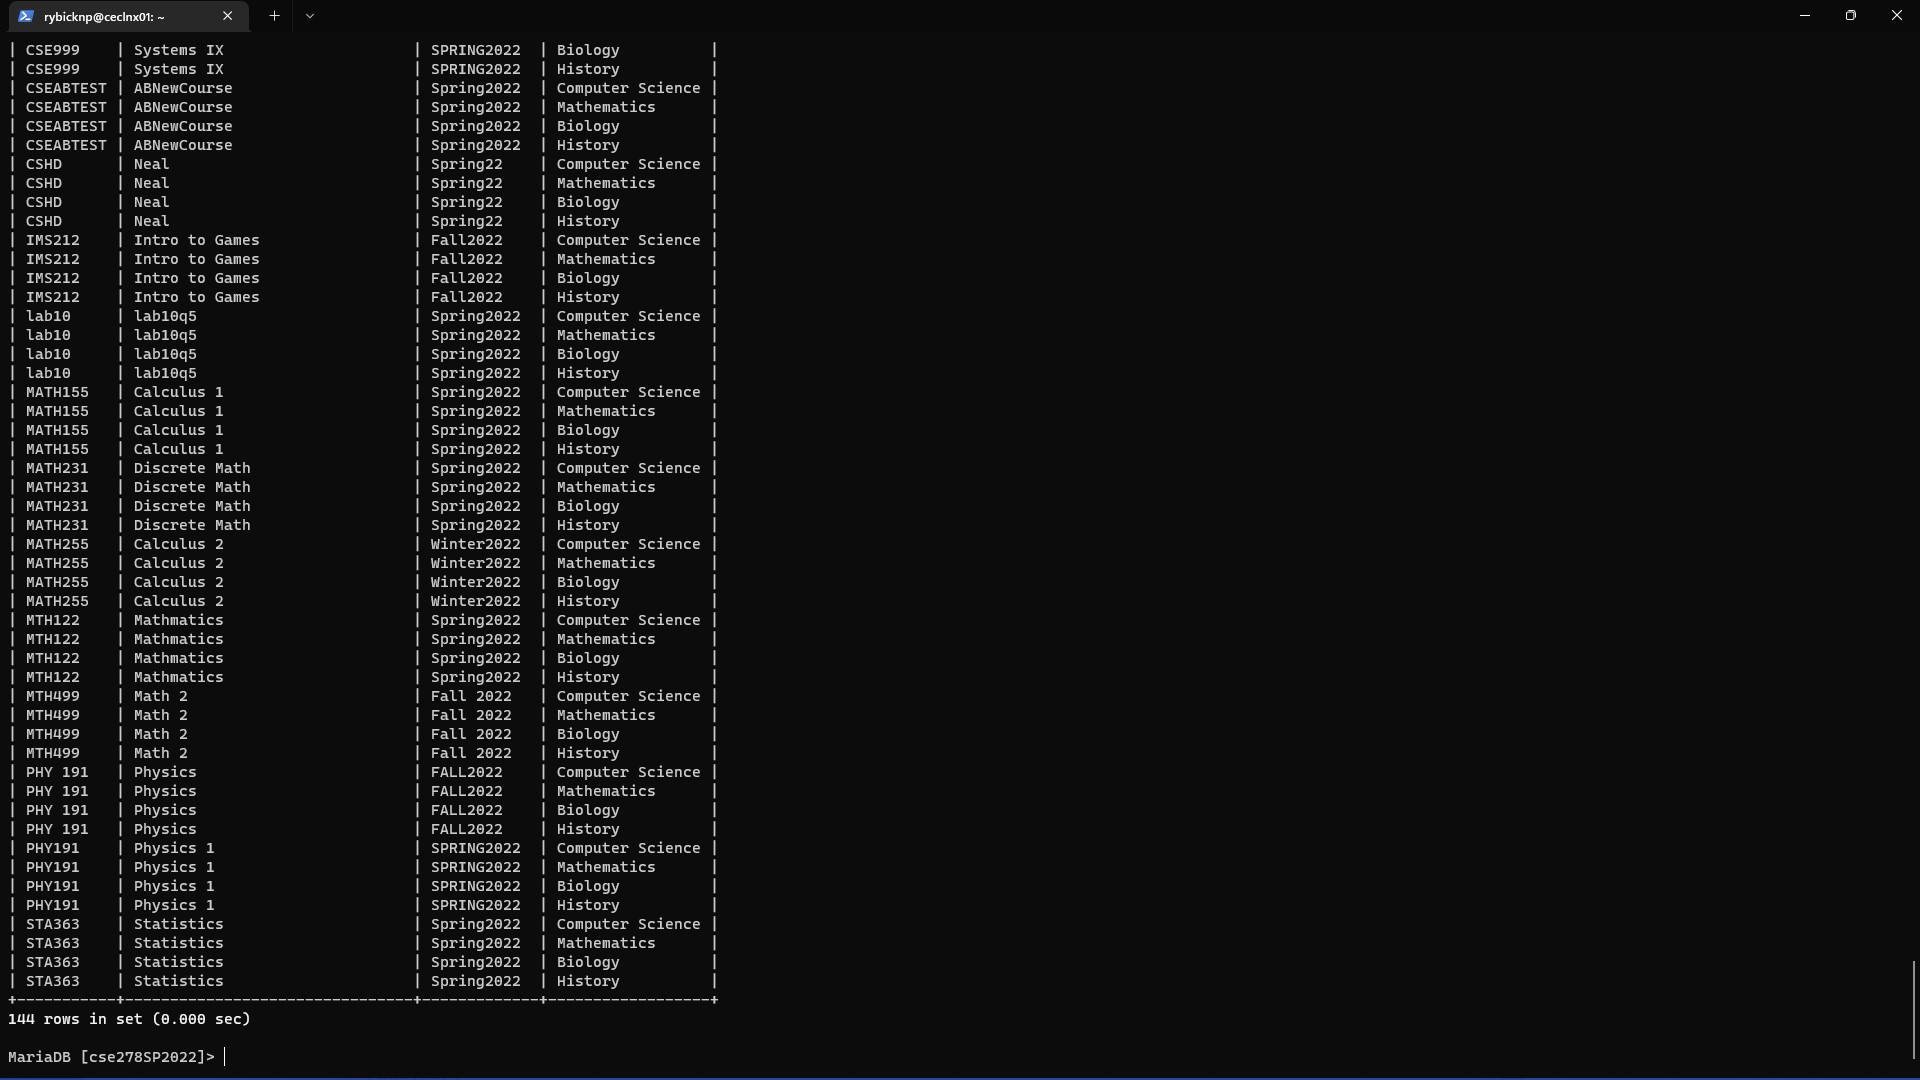 rybicknp@ceclnx01: ~
| CSE999    | Systems IX                     | SPRING2022  | Biology          |
| CSE999    | Systems IX                     | SPRING2022  | History          |
| CSEABTEST | ABNewCourse                    | Spring2022  | Computer Science |
| CSEABTEST | ABNewCourse                    | Spring2022  | Mathematics      |
| CSEABTEST | ABNewCourse                    | Spring2022  | Biology          |
| CSEABTEST | ABNewCourse                    | Spring2022  | History          |
| CSHD      | Neal                           | Spring22    | Computer Science |
| CSHD      | Neal                           | Spring22    | Mathematics      |
| CSHD      | Neal                           | Spring22    | Biology          |
| CSHD      | Neal                           | Spring22    | History          |
| IMS212    | Intro to Games                 | Fall2022    | Computer Science |
| IMS212    | Intro to Games                 | Fall2022    | Mathematics      |
| IMS212    | Intro to Games                 | Fall2022    | Biology          |
| IMS212    | Intro to Games                 | Fall2022    | History          |
| lab10     | lab10q5                        | Spring2022  | Computer Science |
| lab10     | lab10q5                        | Spring2022  | Mathematics      |
| lab10     | lab10q5                        | Spring2022  | Biology          |
| lab10     | lab10q5                        | Spring2022  | History          |
| MATH155   | Calculus 1                     | Spring2022  | Computer Science |
| MATH155   | Calculus 1                     | Spring2022  | Mathematics      |
| MATH155   | Calculus 1                     | Spring2022  | Biology          |
| MATH155   | Calculus 1                     | Spring2022  | History          |
| MATH231   | Discrete Math                  | Spring2022  | Computer Science |
| MATH231   | Discrete Math                  | Spring2022  | Mathematics      |
| MATH231   | Discrete Math                  | Spring2022  | Biology          |
| MATH231   | Discrete Math                  | Spring2022  | History          |
| MATH255   | Calculus 2                     | Winter2022  | Computer Science |
| MATH255   | Calculus 2                     | Winter2022  | Mathematics      |
| MATH255   | Calculus 2                     | Winter2022  | Biology          |
| MATH255   | Calculus 2                     | Winter2022  | History          |
| MTH122    | Mathmatics                     | Spring2022  | Computer Science |
| MTH122    | Mathmatics                     | Spring2022  | Mathematics      |
| MTH122    | Mathmatics                     | Spring2022  | Biology          |
| MTH122    | Mathmatics                     | Spring2022  | History          |
| MTH499    | Math 2                         | Fall 2022   | Computer Science |
| MTH499    | Math 2                         | Fall 2022   | Mathematics      |
| MTH499    | Math 2                         | Fall 2022   | Biology          |
| MTH499    | Math 2                         | Fall 2022   | History          |
| PHY 191   | Physics                        | FALL2022    | Computer Science |
| PHY 191   | Physics                        | FALL2022    | Mathematics      |
| PHY 191   | Physics                        | FALL2022    | Biology          |
| PHY 191   | Physics                        | FALL2022    | History          |
| PHY191    | Physics 1                      | SPRING2022  | Computer Science |
| PHY191    | Physics 1                      | SPRING2022  | Mathematics      |
| PHY191    | Physics 1                      | SPRING2022  | Biology          |
| PHY191    | Physics 1                      | SPRING2022  | History          |
| STA363    | Statistics                     | Spring2022  | Computer Science |
| STA363    | Statistics                     | Spring2022  | Mathematics      |
| STA363    | Statistics                     | Spring2022  | Biology          |
| STA363    | Statistics                     | Spring2022  | History          |
+-----------+--------------------------------+-------------+------------------+
144 rows in set (0.000 sec)
MariaDB [cse278SP2022]>